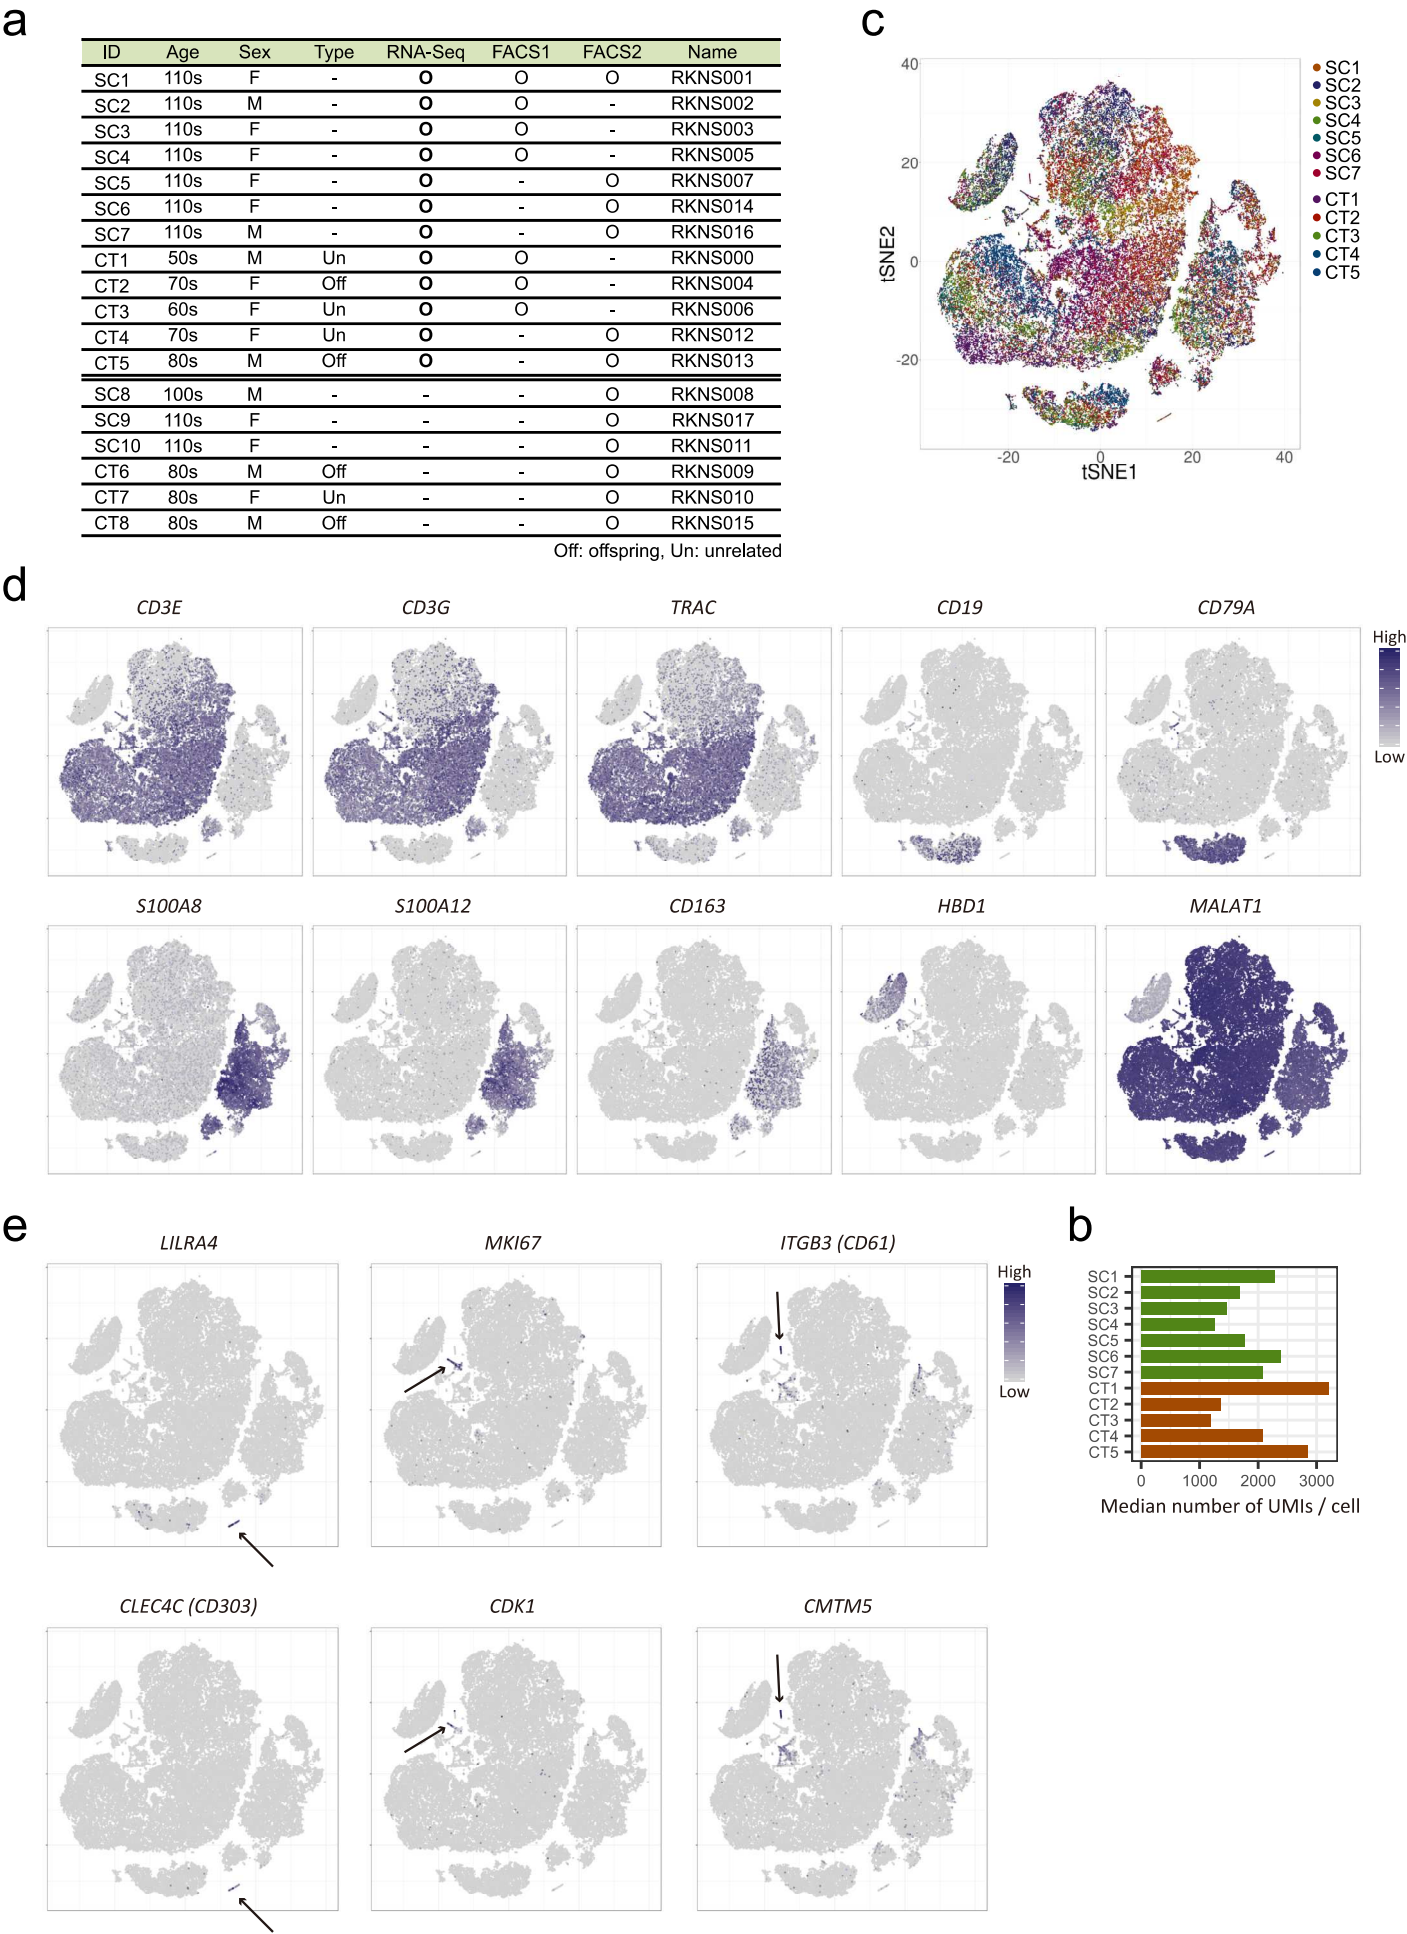 a
ID Age Sex Type RNA-Seq FACS1 FACS2 Name
SC1 110s F - O O O RKNS001
SC2 110s M - O O - RKNS002
SC3 110s F - O O - RKNS003
SC4 110s F - O O - RKNS005
SC5 110s F - O - O RKNS007
SC6 110s F - O - O RKNS014
SC7 110s M - O - O RKNS016
CT1 50s M Un O O - RKNS000
CT2 70s F Off O O - RKNS004
CT3 60s F Un O O - RKNS006
CT4 70s F Un O - O RKNS012
CT5 80s M Off O - O RKNS013
SC8 100s M - - - O RKNS008
SC9 110s F - - - O RKNS017
SC10 110s F - - - O RKNS011
CT6 80s M Off - - O RKNS009
CT7 80s F Un - - O RKNS010
CT8 80s M Off - - O RKNS015
Off: offspring, Un: unrelated
c
40
20
0
-20
tSNE2
-20 0 20 40
tSNE1
SC1
SC2
SC3
SC4
SC5
SC6
SC7
CT1
CT2
CT3
CT4
CT5
d
CD3E CD3G TRAC CD19 CD79A
High
Low
S100A8 S100A12 CD163 HBD1 MALAT1
e
LILRA4 MKI67 ITGB3 (CD61)
High
Low
CLEC4C (CD303) CDK1 CMTM5
b
SC1
SC2
SC3
SC4
SC5
SC6
SC7
CT1
CT2
CT3
CT4
CT5
0 1000 2000 3000
Median number of UMIs / cell